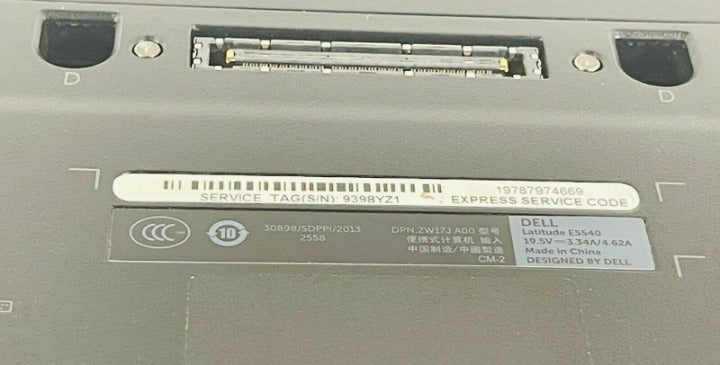 D
D
SERVICE TAG(S/N): 9398YZ1
19787974669
EXPRESS SERVICE CODE
CCC
10
30898/SDPPI/2013
2558
DPN:2W17J A00 型号
便携式计算机 输入
中国制造/中國製造
CM-2
DELL
Latitude E5540
19.5V⎓3.34A/4.62A
Made in China
DESIGNED BY DELL